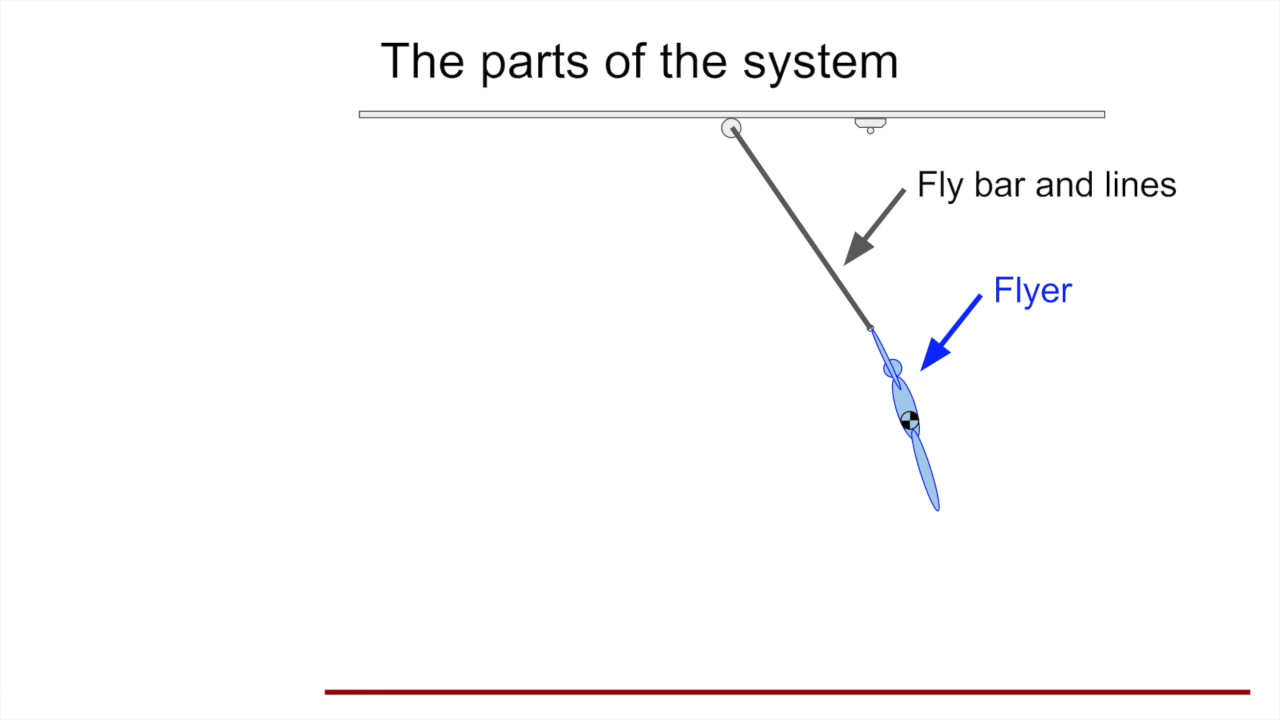 The parts of the system
Fly bar and lines
Flyer